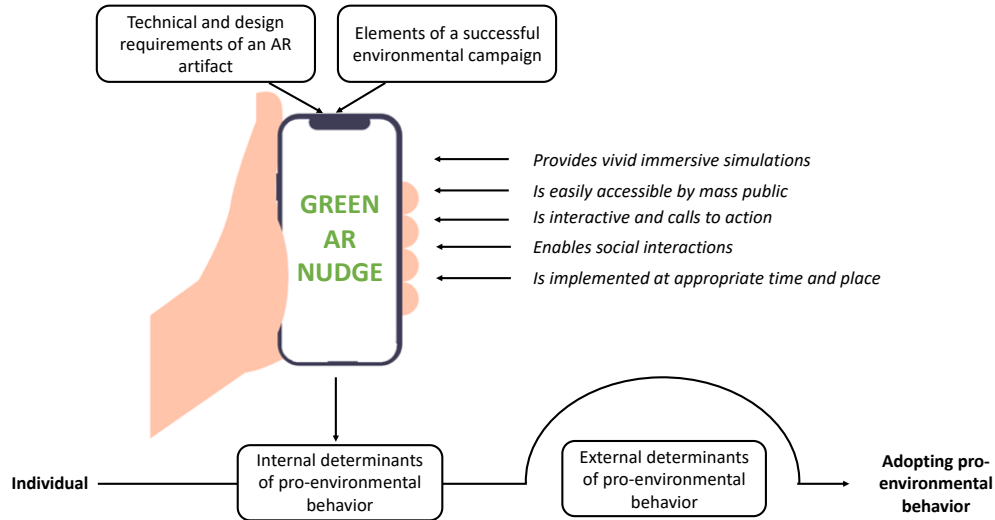 Technical and design
requirements of an AR
artifact
Elements of a successful
environmental campaign
GREEN
AR
NUDGE
Provides vivid immersive simulations
Is easily accessible by mass public
Is interactive and calls to action
Enables social interactions
Is implemented at appropriate time and place
Individual
Internal determinants
of pro-environmental
behavior
External determinants
of pro-environmental
behavior
Adopting pro-
environmental
behavior